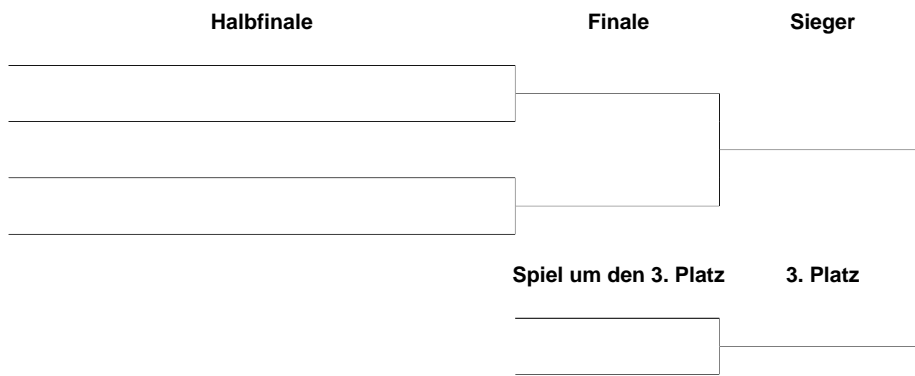 Halbfinale Finale Sieger
Spiel um den 3. Platz 3. Platz